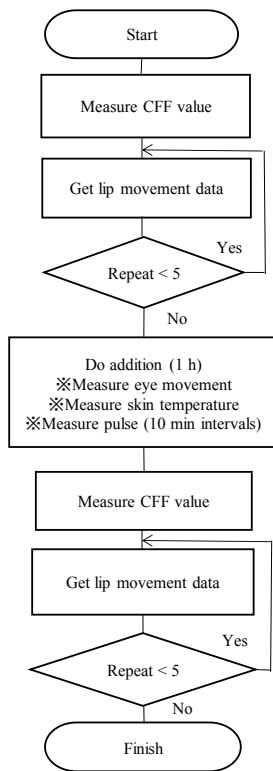 Start
Measure CFF value
Get lip movement data
Yes
Repeat < 5
No
Do addition (1 h)
※Measure eye movement
※Measure skin temperature
※Measure pulse (10 min intervals)
Measure CFF value
Get lip movement data
Yes
Repeat < 5
No
Finish